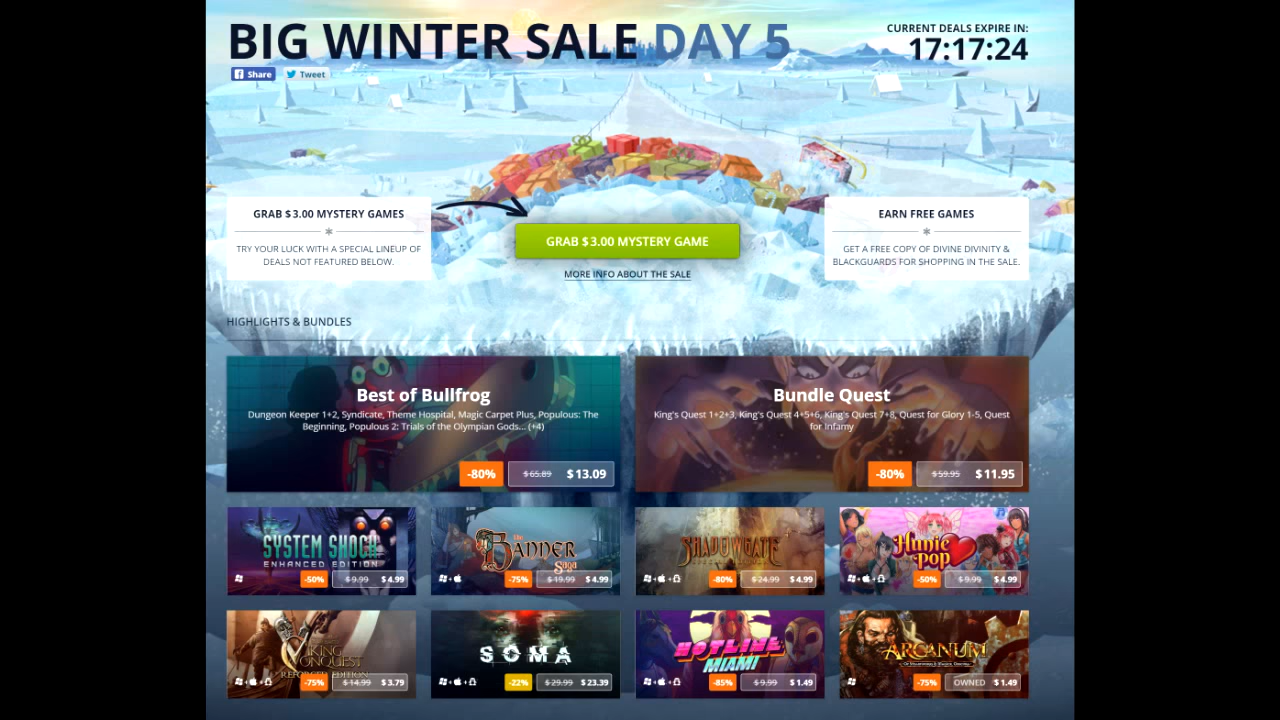 BIG WINTER SALE DAY 5
CURRENT DEALS EXPIRE IN:
17:17:24
Share
Tweet
GRAB $3.00 MYSTERY GAMES
TRY YOUR LUCK WITH A SPECIAL LINEUP OF
DEALS NOT FEATURED BELOW.
GRAB $3.00 MYSTERY GAME
MORE INFO ABOUT THE SALE
EARN FREE GAMES
GET A FREE COPY OF DIVINE DIVINITY &
BLACKGUARDS FOR SHOPPING IN THE SALE.
HIGHLIGHTS & BUNDLES
Best of Bullfrog
Dungeon Keeper 1+2, Syndicate, Theme Hospital, Magic Carpet Plus, Populous: The
Beginning, Populous 2: Trials of the Olympian Gods... (+4)
-80% $65.89 $13.09
Bundle Quest
King's Quest 1+2+3, King's Quest 4+5+6, King's Quest 7+8, Quest for Glory 1-5, Quest
for Infamy
-80% $59.95 $11.95
SYSTEM SHOCK
ENHANCED EDITION
-50% $9.99 $4.99
The
BANNER
Saga
-75% $19.99 $4.99
SHADOWGATE
-80% $24.99 $4.99
Hunie
pop
-50% $9.99 $4.99
VIKING
CONQUEST
REFORGED EDITION
-75% $14.99 $3.79
SOMA
-22% $29.99 $23.39
HOTLINE
MIAMI
-85% $9.99 $1.49
ARCANUM
-75% OWNED $1.49